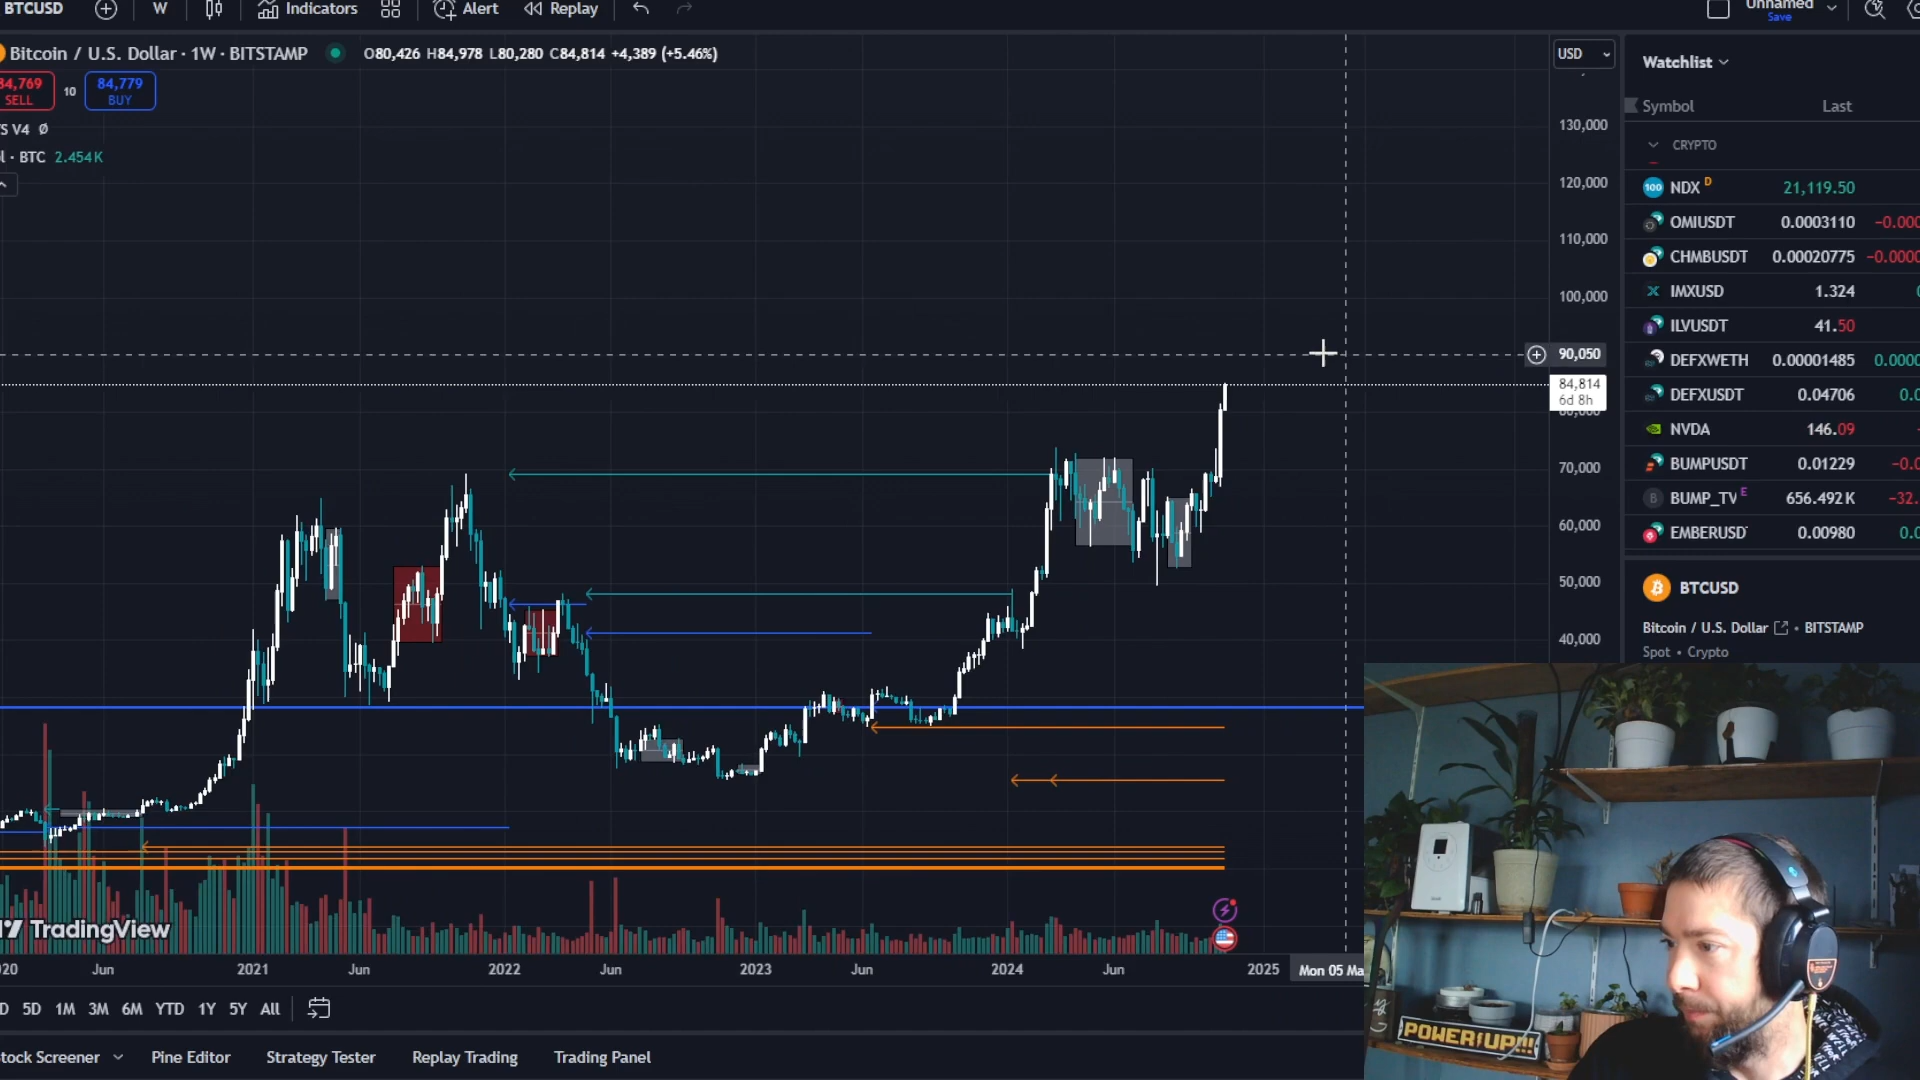 BTCUSD W Indicators Alert Replay Unnamed
Save
Bitcoin / U.S. Dollar · 1W · BITSTAMP O80,426 H84,978 L80,280 C84,814 +4,389 (+5.46%)
84,769
SELL
10
84,779
BUY
S V4 Ø
l · BTC 2.454K
USD
130,000
120,000
110,000
100,000
90,050
84,814
6d 8h
80,000
70,000
60,000
50,000
40,000
Watchlist
Symbol Last
CRYPTO
NDX D 21,119.50
OMIUSDT 0.0003110 -0.000
CHMBUSDT 0.00020775 -0.0000
IMXUSD 1.324 0
ILVUSDT 41.50
DEFXWETH 0.00001485 0.0000
DEFXUSDT 0.04706 0.0
NVDA 146.09 -
BUMPUSDT 0.01229 -0.0
BUMP_TV E 656.492K -32.
EMBERUSD 0.00980 0.0
BTCUSD
Bitcoin / U.S. Dollar • BITSTAMP
Spot • Crypto
TradingView
20 Jun 2021 Jun 2022 Jun 2023 Jun 2024 Jun 2025 Mon 05 Ma
D 5D 1M 3M 6M YTD 1Y 5Y All
tock Screener Pine Editor Strategy Tester Replay Trading Trading Panel
POWER UP!!!